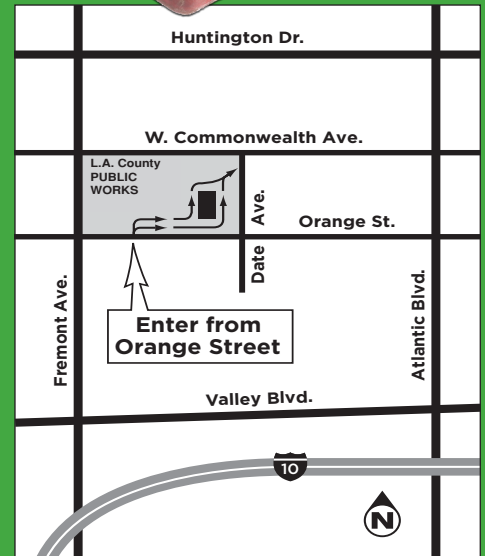 Huntington Dr.
W. Commonwealth Ave.
L.A. County
PUBLIC
WORKS
Date Ave.
Orange St.
Fremont Ave.
Atlantic Blvd.
Enter from
Orange Street
Valley Blvd.
10
N